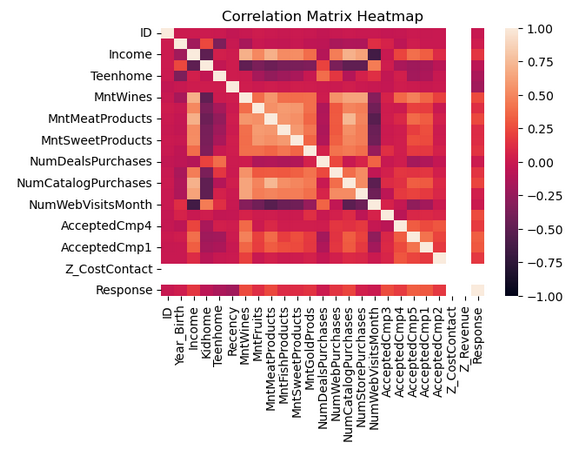 Correlation Matrix Heatmap
ID
Income
Teenhome
MntWines
MntMeatProducts
MntSweetProducts
NumDealsPurchases
NumCatalogPurchases
NumWebVisitsMonth
AcceptedCmp4
AcceptedCmp1
Z_CostContact
Response
1.00
0.75
0.50
0.25
0.00
−0.25
−0.50
−0.75
−1.00
ID
Year_Birth
Income
Kidhome
Teenhome
Recency
MntWines
MntFruits
MntMeatProducts
MntFishProducts
MntSweetProducts
MntGoldProds
NumDealsPurchases
NumWebPurchases
NumCatalogPurchases
NumStorePurchases
NumWebVisitsMonth
AcceptedCmp3
AcceptedCmp4
AcceptedCmp5
AcceptedCmp1
AcceptedCmp2
Z_CostContact
Z_Revenue
Response